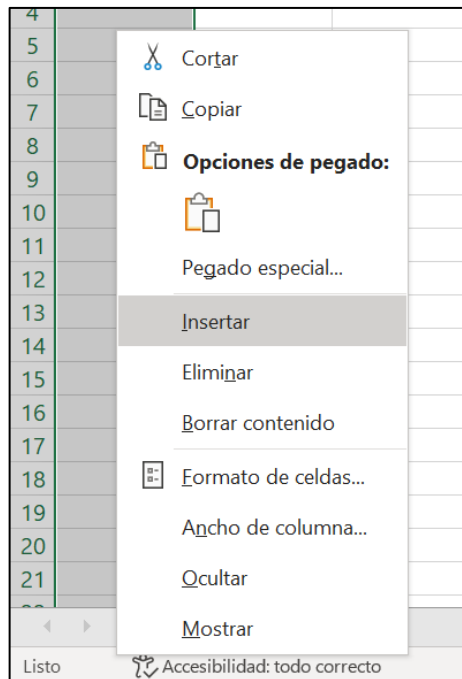 4
5
6
7
8
9
10
11
12
13
14
15
16
17
18
19
20
21
Cortar
Copiar
Opciones de pegado:
Pegado especial...
Insertar
Eliminar
Borrar contenido
Formato de celdas...
Ancho de columna...
Ocultar
Mostrar
Listo
Accesibilidad: todo correcto